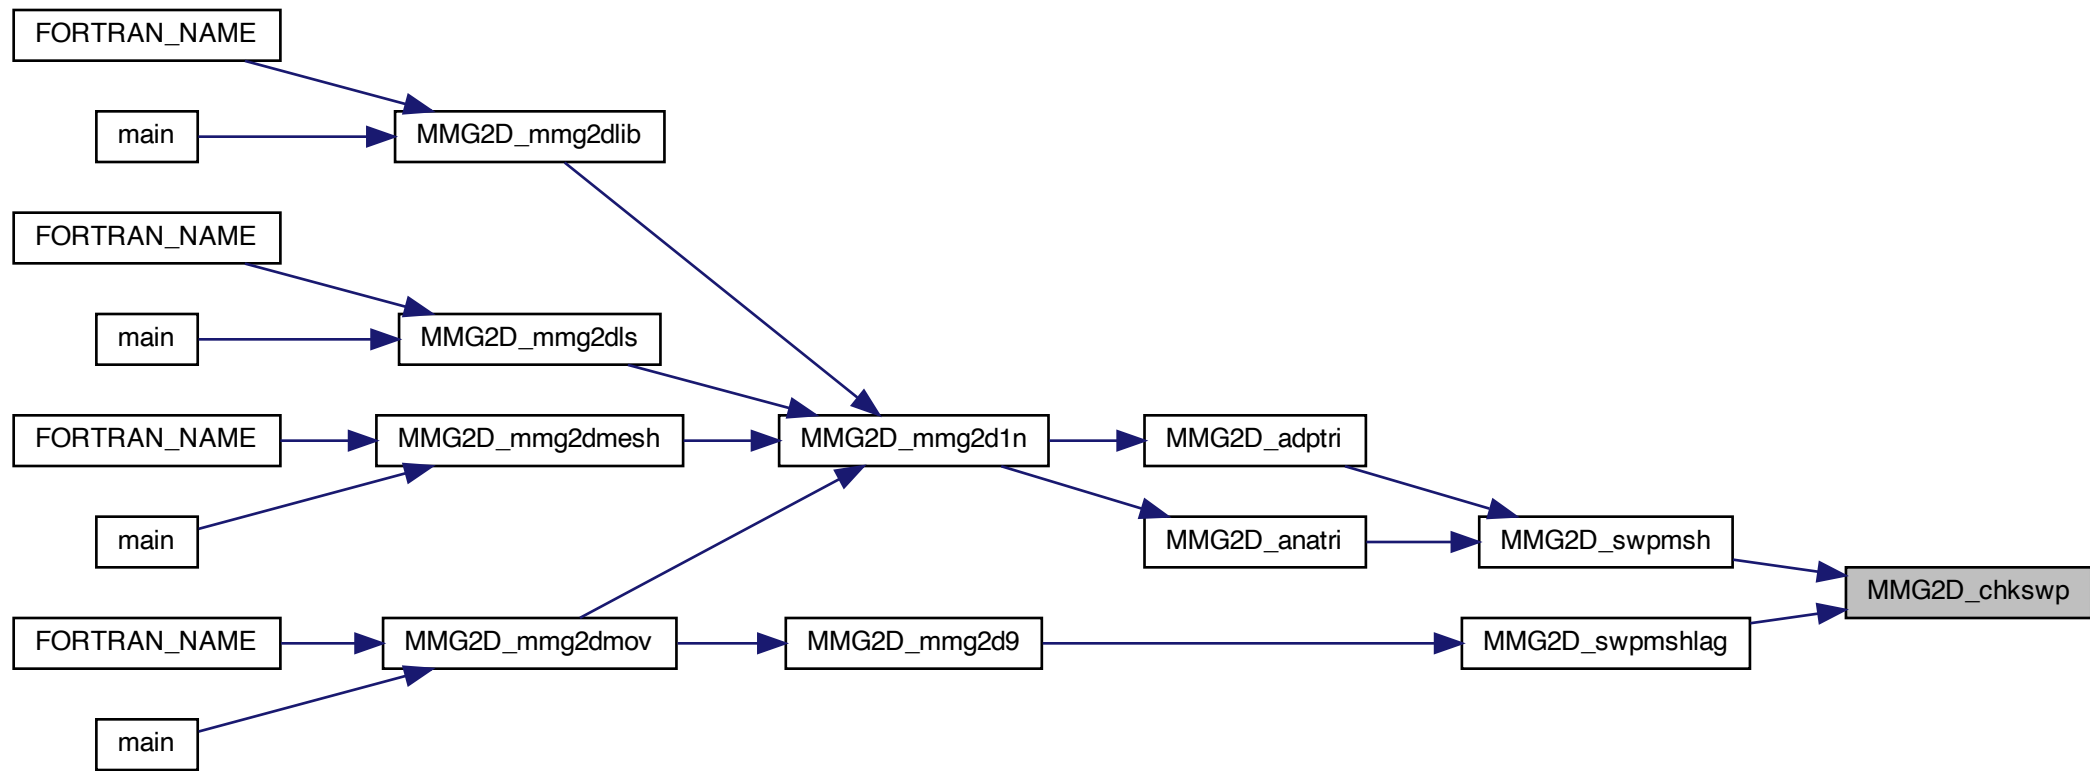 FORTRAN_NAME
main
MMG2D_mmg2dlib
FORTRAN_NAME
main
MMG2D_mmg2dls
FORTRAN_NAME
MMG2D_mmg2dmesh
MMG2D_mmg2d1n
MMG2D_adptri
main
MMG2D_anatri
MMG2D_swpmsh
MMG2D_chkswp
FORTRAN_NAME
MMG2D_mmg2dmov
MMG2D_mmg2d9
MMG2D_swpmshlag
main